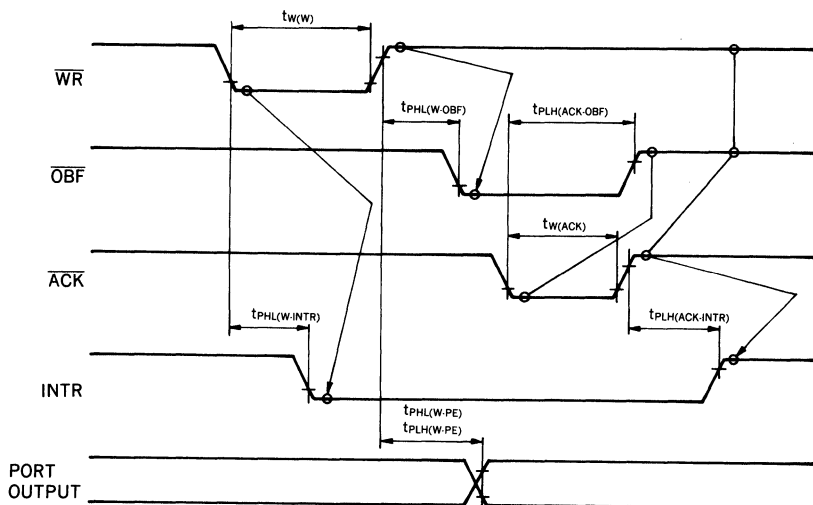 tW(W)
WR
tPHL(W-OBF)
tPLH(ACK-OBF)
OBF
tW(ACK)
ACK
tPHL(W-INTR)
tPLH(ACK-INTR)
INTR
tPHL(W-PE)
tPLH(W-PE)
PORT
OUTPUT